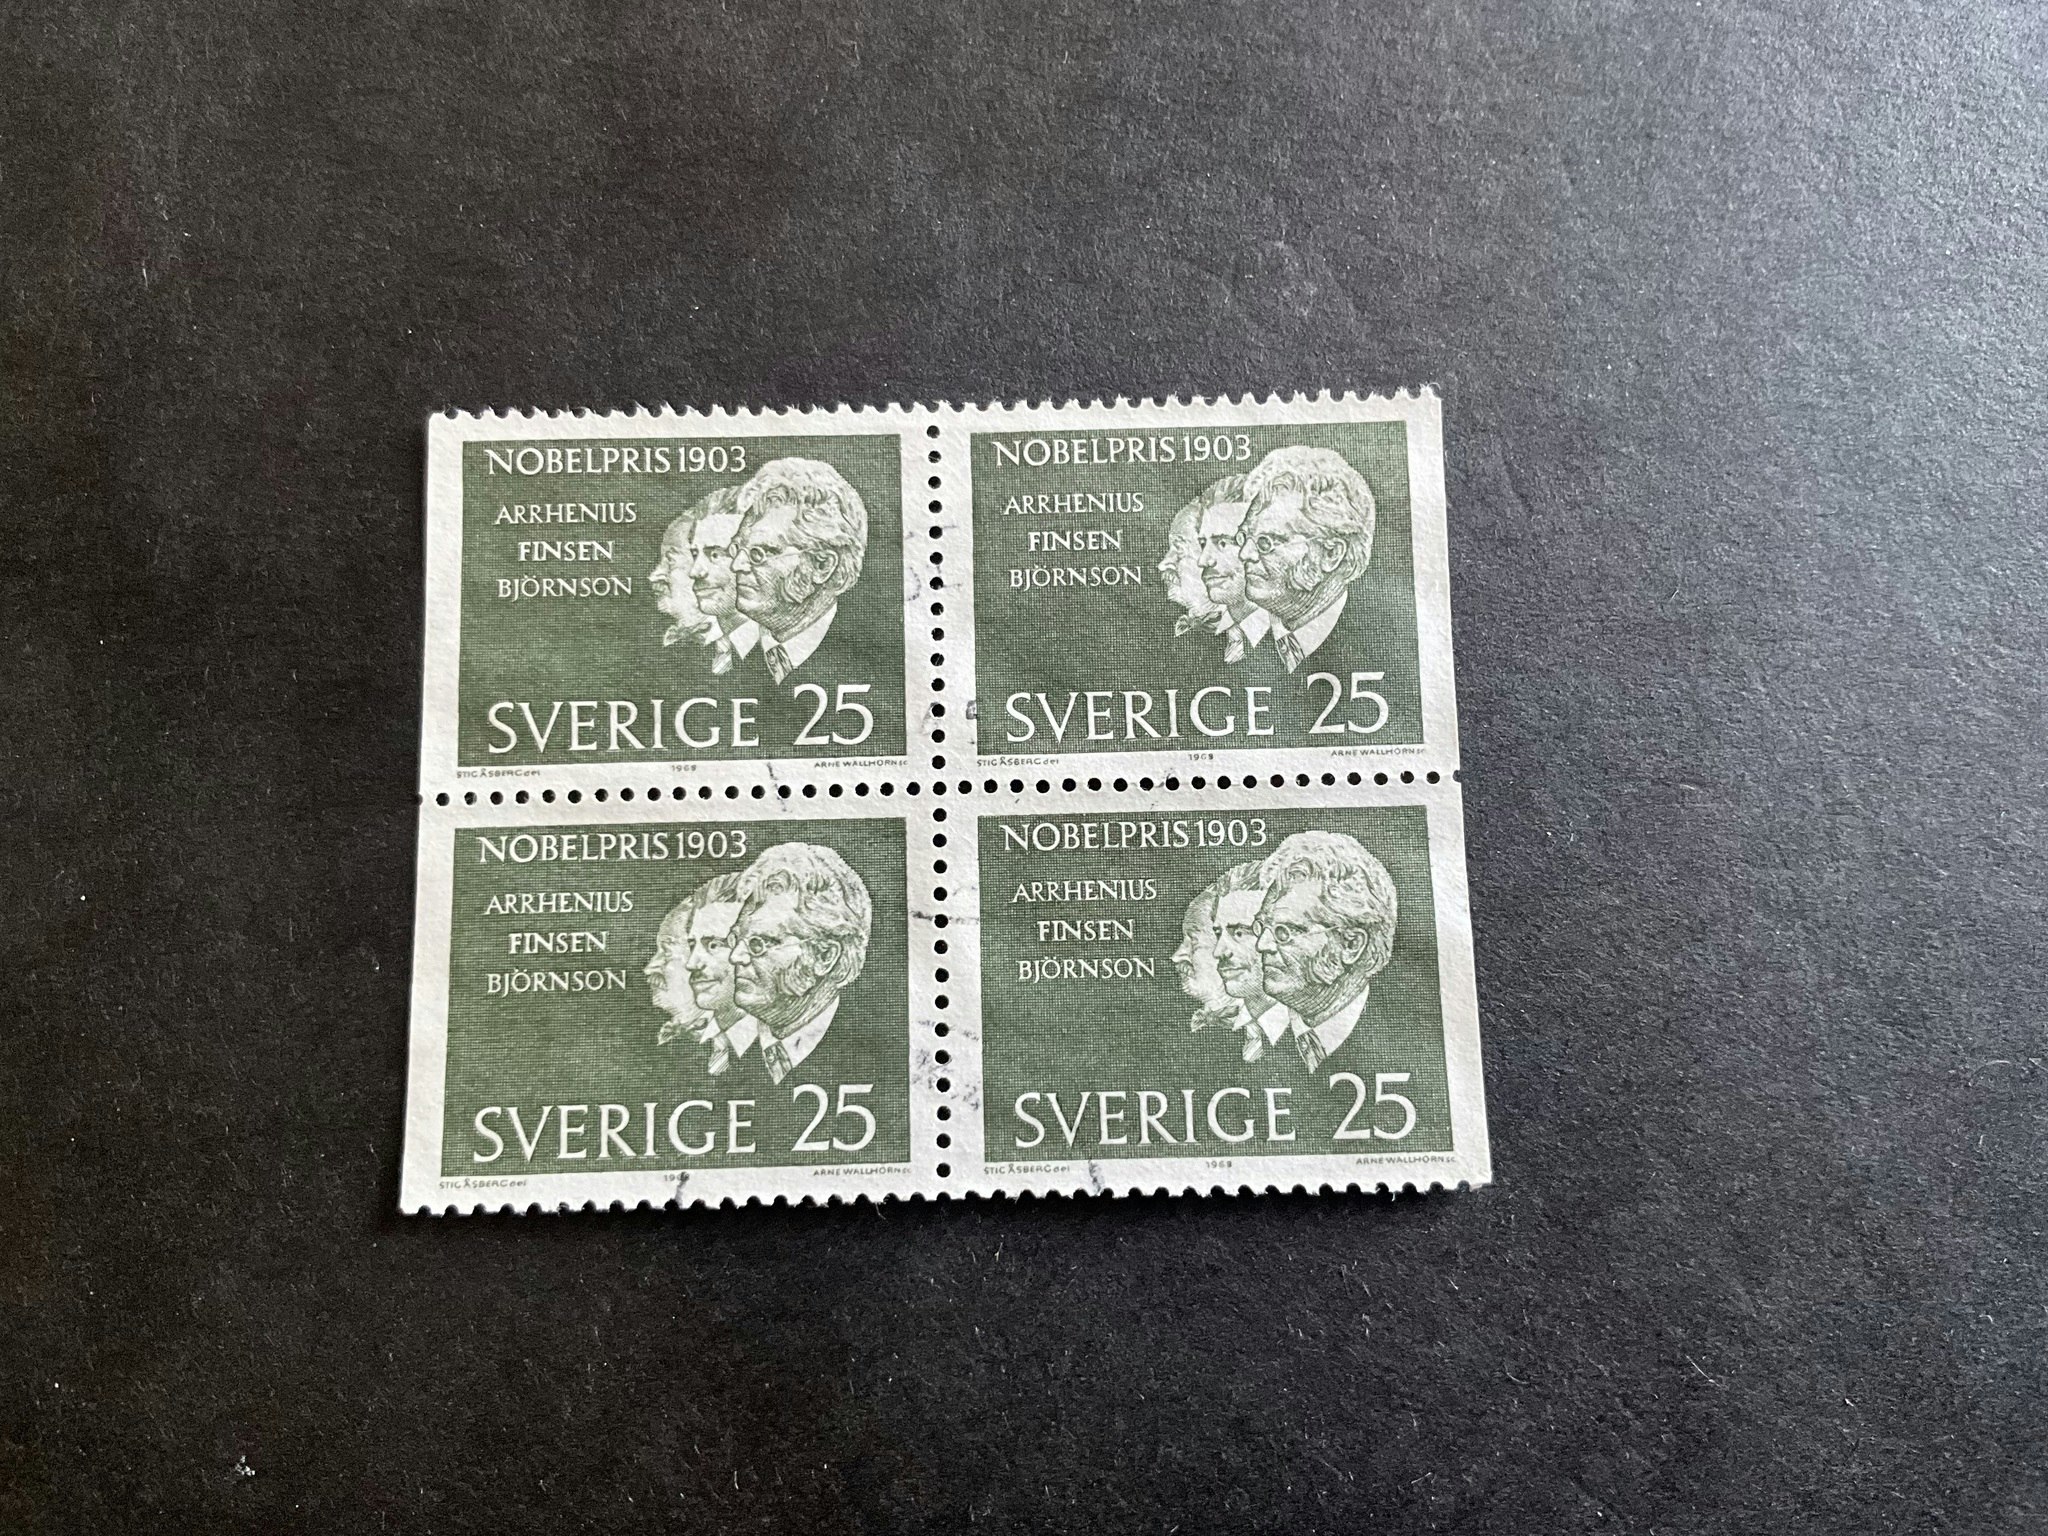 NOBELPRIS 1903
ARRHENIUS
FINSEN
BJÖRNSON
SVERIGE 25
STIG ÅSBERG del 1963 ARNE WALLHORN sc
NOBELPRIS 1903
ARRHENIUS
FINSEN
BJÖRNSON
SVERIGE 25
STIG ÅSBERG del 1963 ARNE WALLHORN sc
NOBELPRIS 1903
ARRHENIUS
FINSEN
BJÖRNSON
SVERIGE 25
STIG ÅSBERG del ARNE WALLHORN sc
NOBELPRIS 1903
ARRHENIUS
FINSEN
BJÖRNSON
SVERIGE 25
STIG ÅSBERG del 1963 ARNE WALLHORN sc